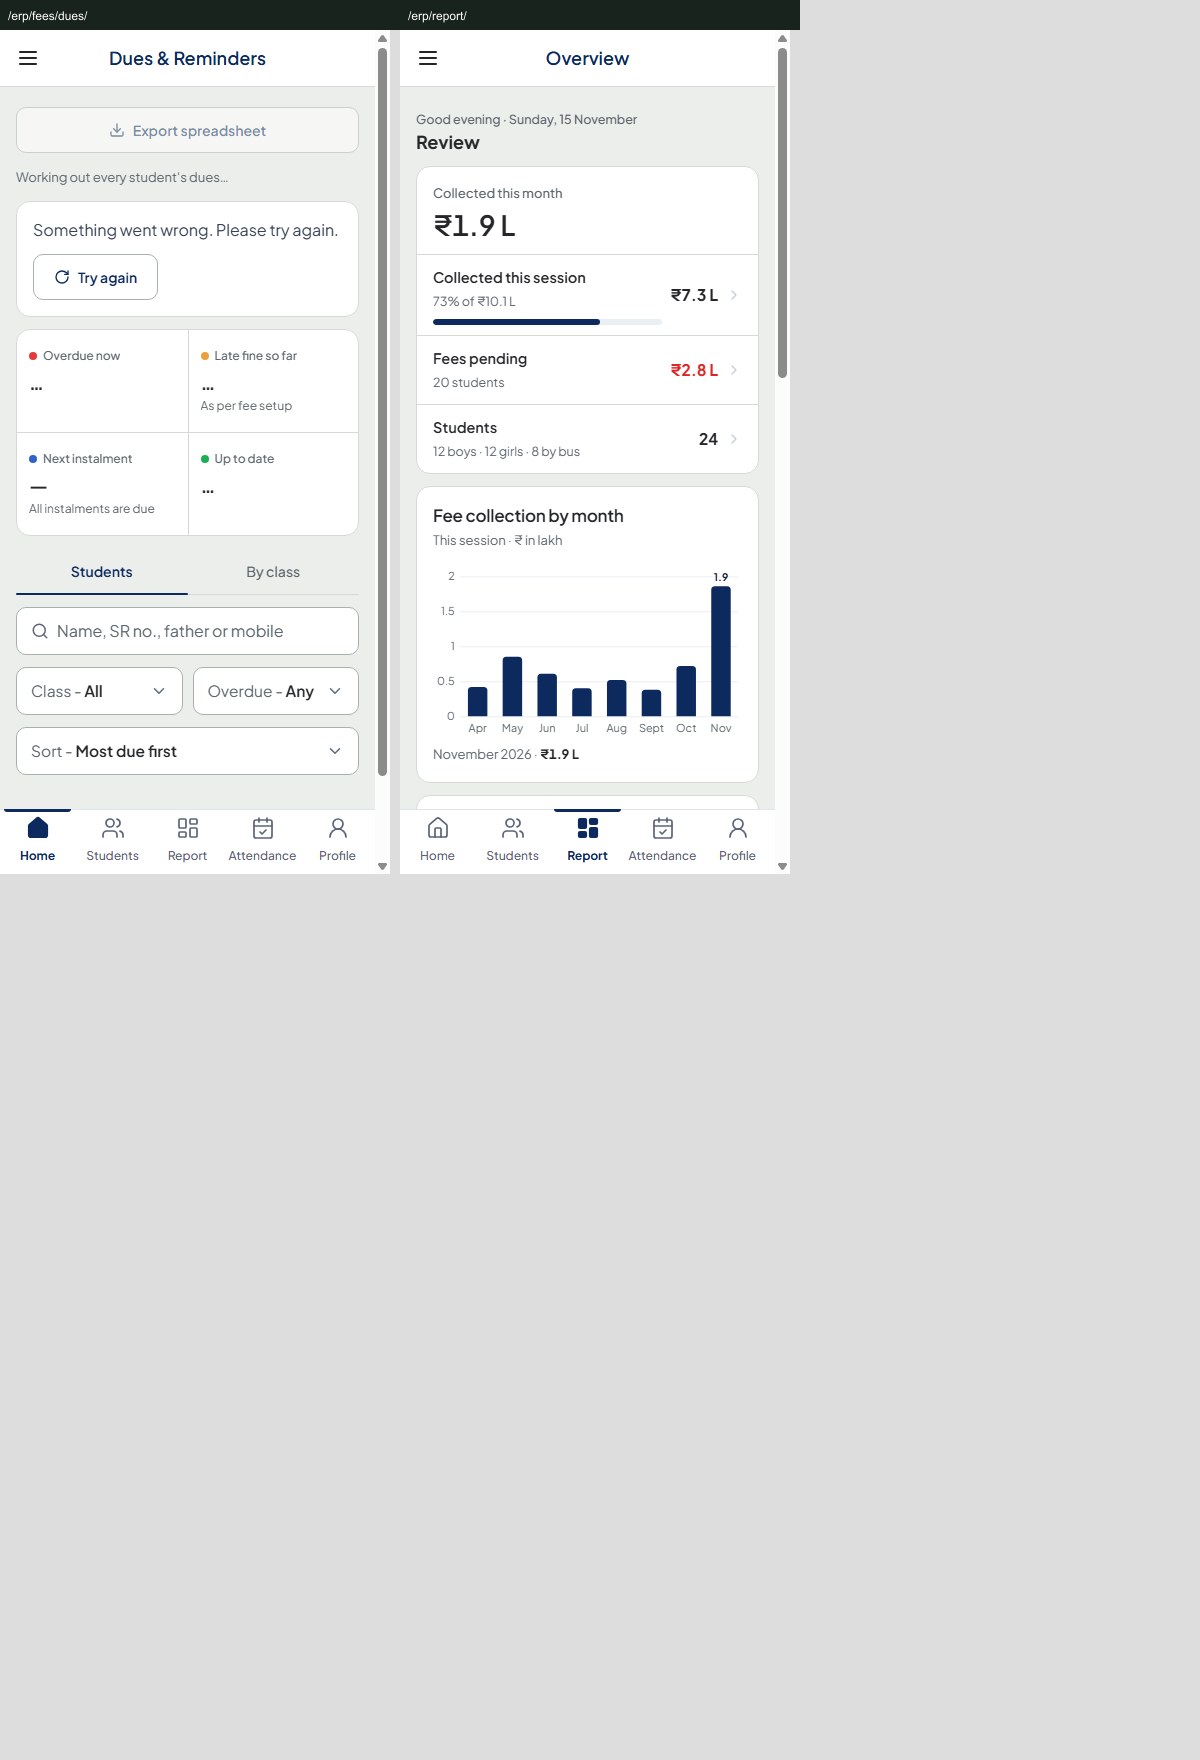 /erp/fees/dues/
Dues & Reminders
Export spreadsheet
Working out every student's dues...
Something went wrong. Please try again.
Try again
Overdue now
...
Late fine so far
...
As per fee setup
Next instalment
—
All instalments are due
Up to date
...
Students
By class
Name, SR no., father or mobile
Class - All
Overdue - Any
Sort - Most due first
Home
Students
Report
Attendance
Profile
/erp/report/
Overview
Good evening · Sunday, 15 November
Review
Collected this month
₹1.9 L
Collected this session
73% of ₹10.1 L
₹7.3 L
Fees pending
20 students
₹2.8 L
Students
12 boys · 12 girls · 8 by bus
24
Fee collection by month
This session · ₹ in lakh
2
1.5
1
0.5
0
1.9
Apr May Jun Jul Aug Sept Oct Nov
November 2026 · ₹1.9 L
Home
Students
Report
Attendance
Profile